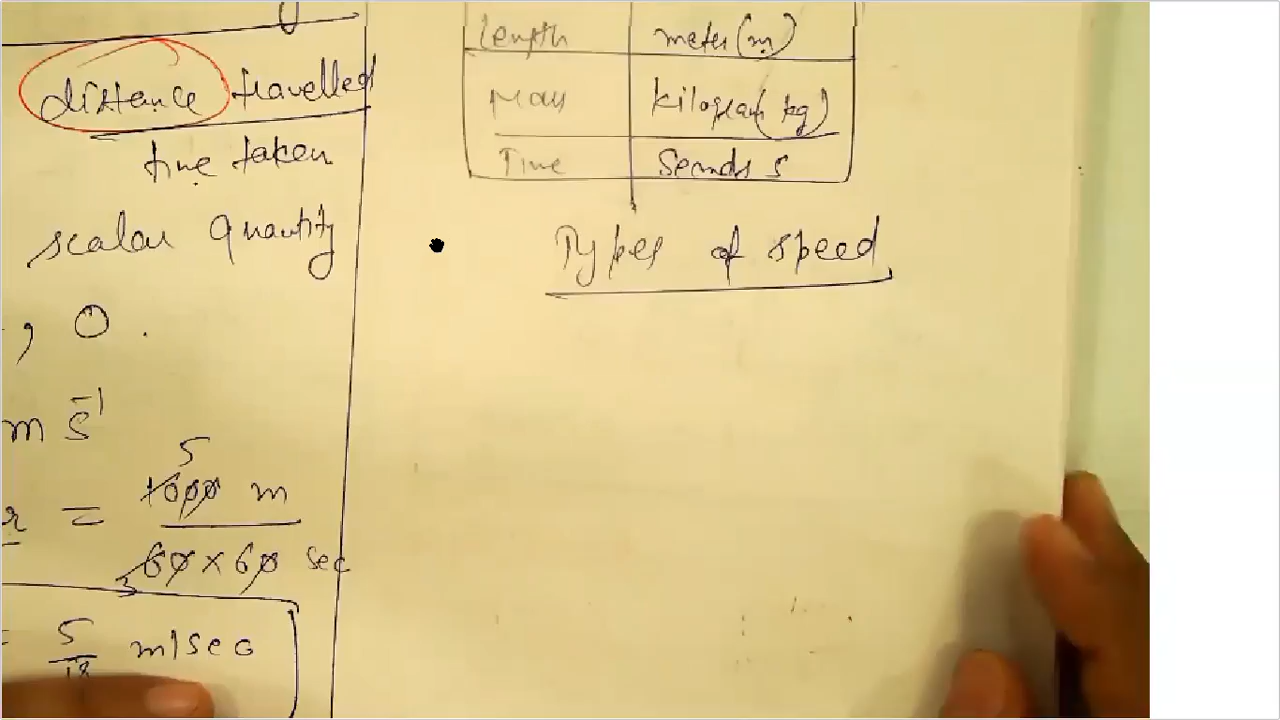 distance travelled
time taken
scalar quantity
, 0.
m s⁻¹
= 5
1000 m
60×60 sec
3
= 5/18 m/sec
Length meter(m)
Mass kilogram(kg)
Time Seconds s
Types of speed